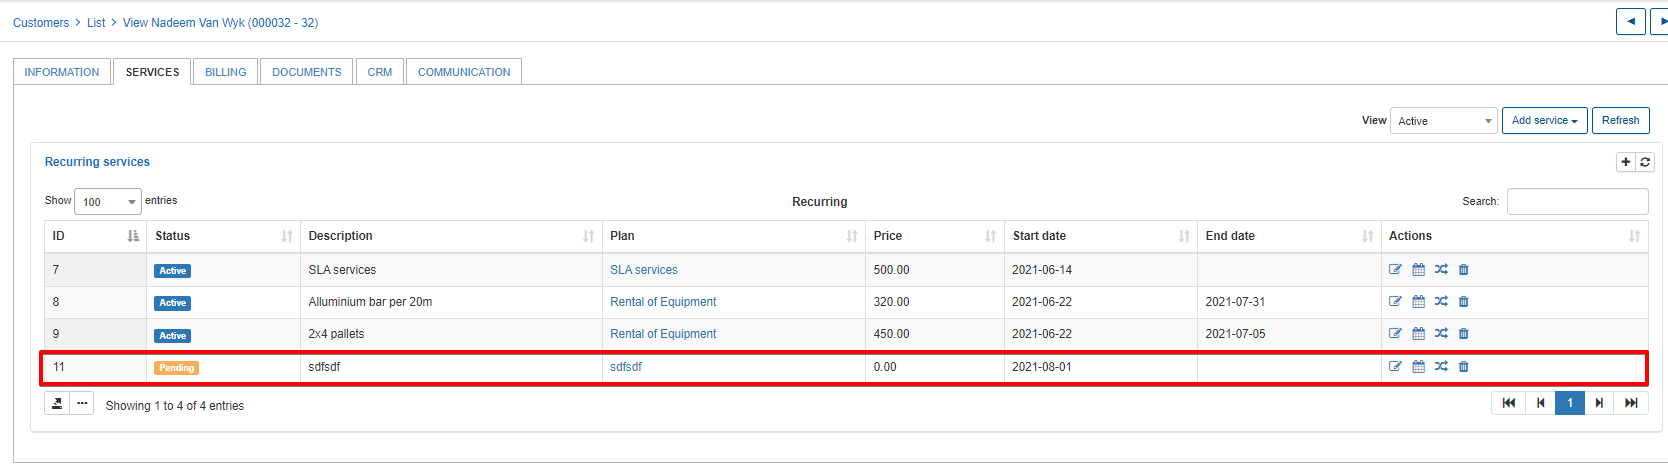 Customers > List > View Nadeem Van Wyk (000032 - 32)
INFORMATION SERVICES BILLING DOCUMENTS CRM COMMUNICATION
View Active Add service Refresh
Recurring services
Show 100 entries Recurring Search:
ID Status Description Plan Price Start date End date Actions
7 Active SLA services SLA services 500.00 2021-06-14
8 Active Alluminium bar per 20m Rental of Equipment 320.00 2021-06-22 2021-07-31
9 Active 2x4 pallets Rental of Equipment 450.00 2021-06-22 2021-07-05
11 Pending sdfsdf sdfsdf 0.00 2021-08-01
Showing 1 to 4 of 4 entries 1